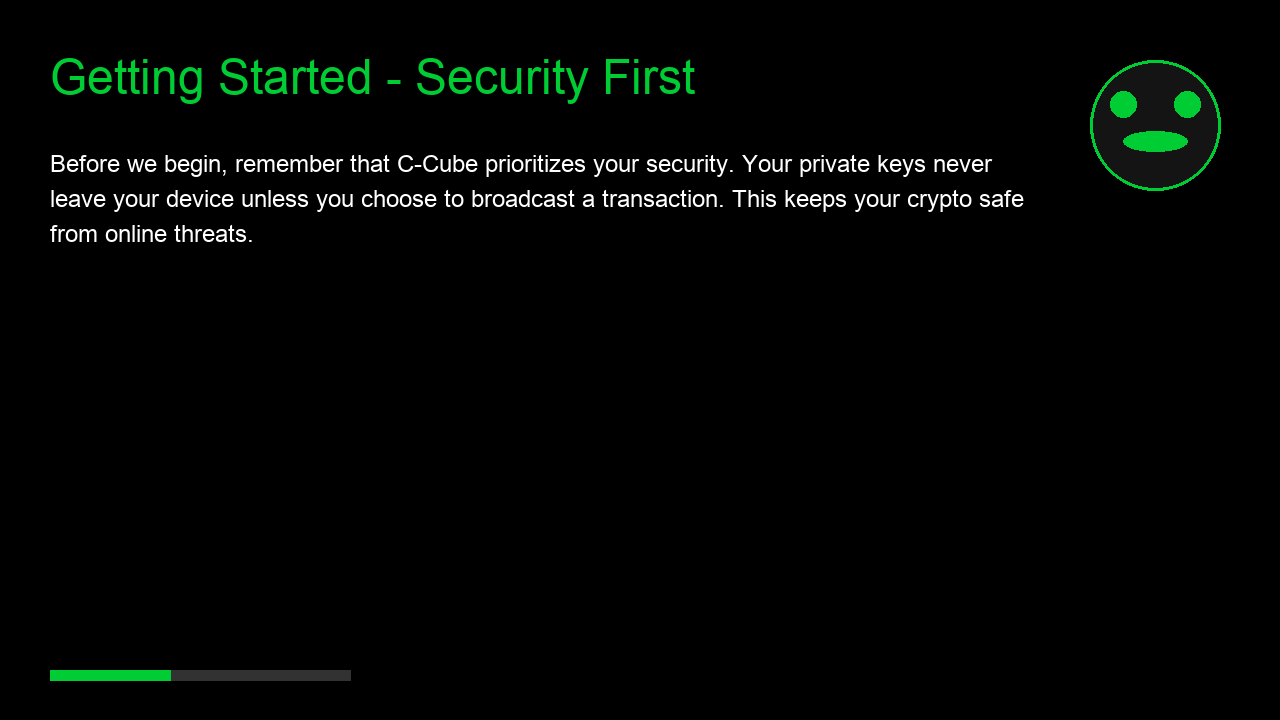 Getting Started - Security First
Before we begin, remember that C-Cube prioritizes your security. Your private keys never
leave your device unless you choose to broadcast a transaction. This keeps your crypto safe
from online threats.